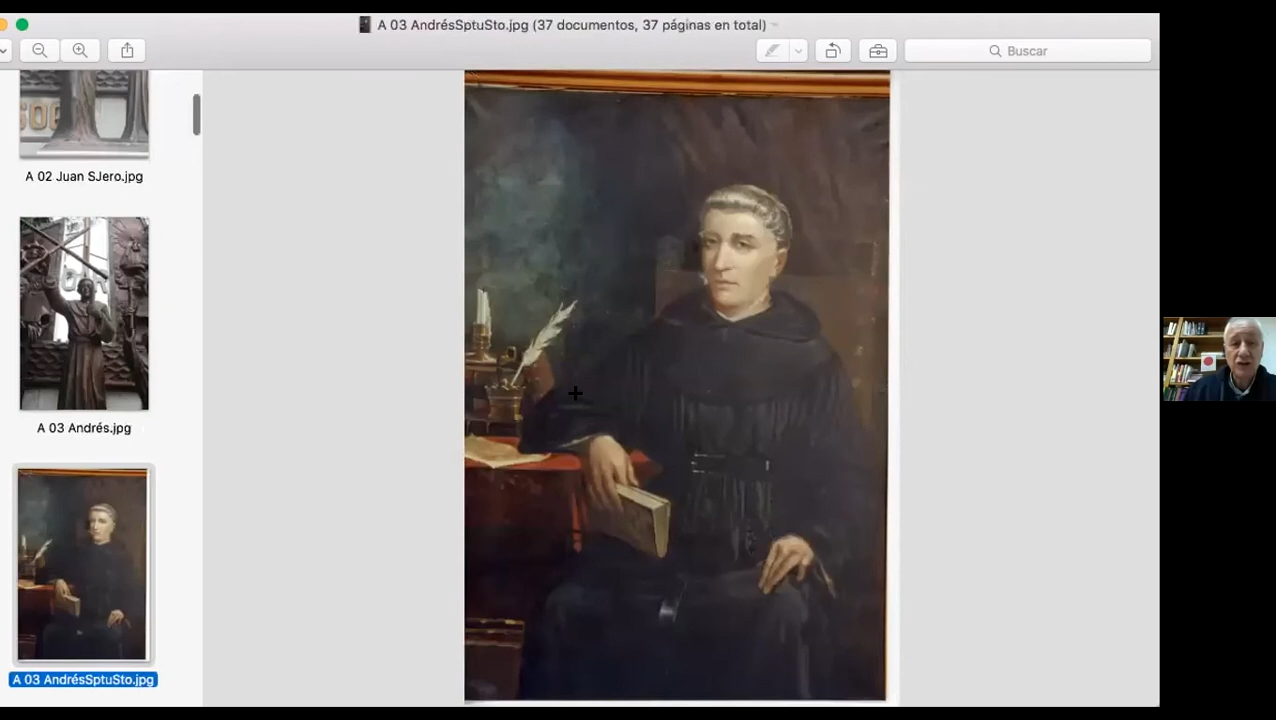 A 03 AndrésSptuSto.jpg (37 documentos, 37 páginas en total)
Buscar
A 02 Juan SJero.jpg
A 03 Andrés.jpg
A 03 AndrésSptuSto.jpg